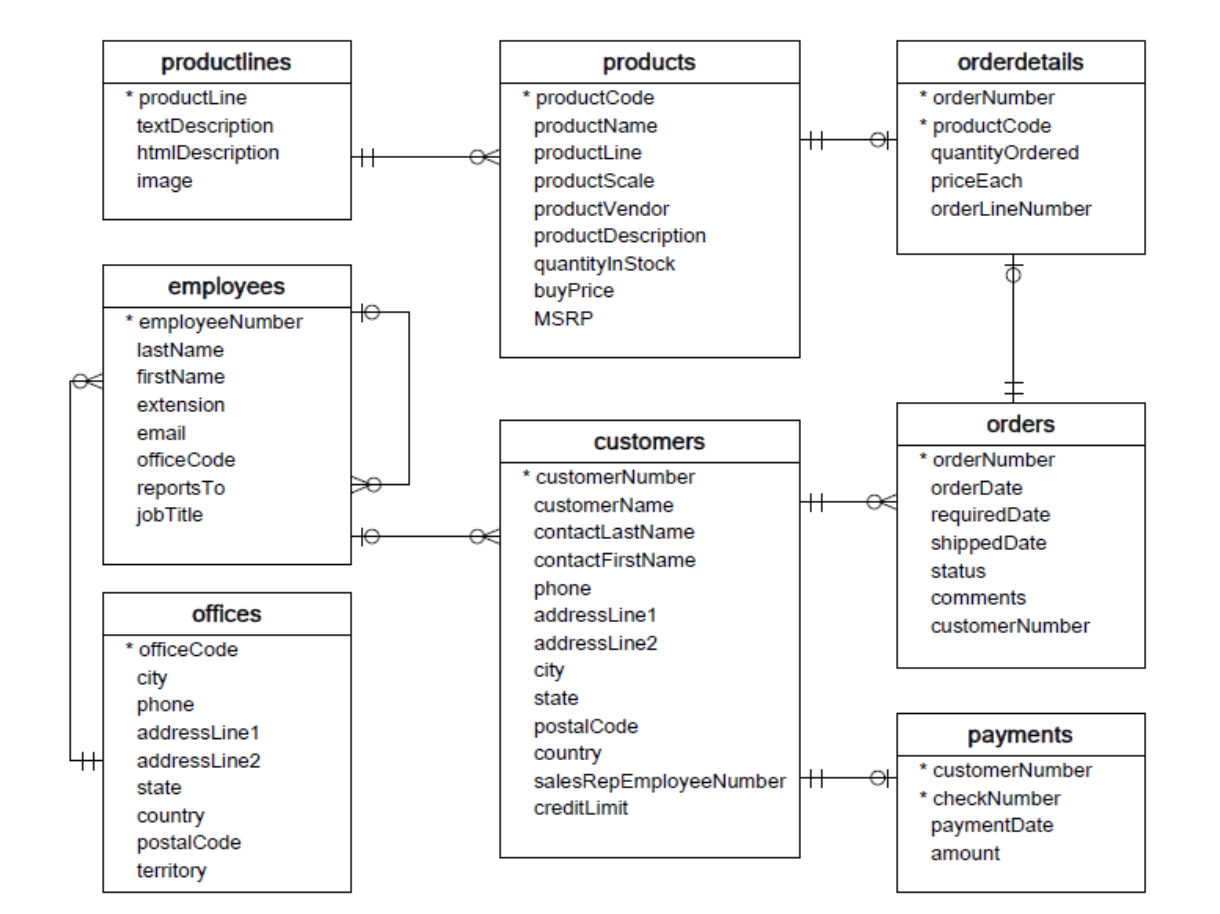 productlines
* productLine
textDescription
htmlDescription
image
products
* productCode
productName
productLine
productScale
productVendor
productDescription
quantityInStock
buyPrice
MSRP
orderdetails
* orderNumber
* productCode
quantityOrdered
priceEach
orderLineNumber
employees
* employeeNumber
lastName
firstName
extension
email
officeCode
reportsTo
jobTitle
customers
* customerNumber
customerName
contactLastName
contactFirstName
phone
addressLine1
addressLine2
city
state
postalCode
country
salesRepEmployeeNumber
creditLimit
orders
* orderNumber
orderDate
requiredDate
shippedDate
status
comments
customerNumber
offices
* officeCode
city
phone
addressLine1
addressLine2
state
country
postalCode
territory
payments
* customerNumber
* checkNumber
paymentDate
amount